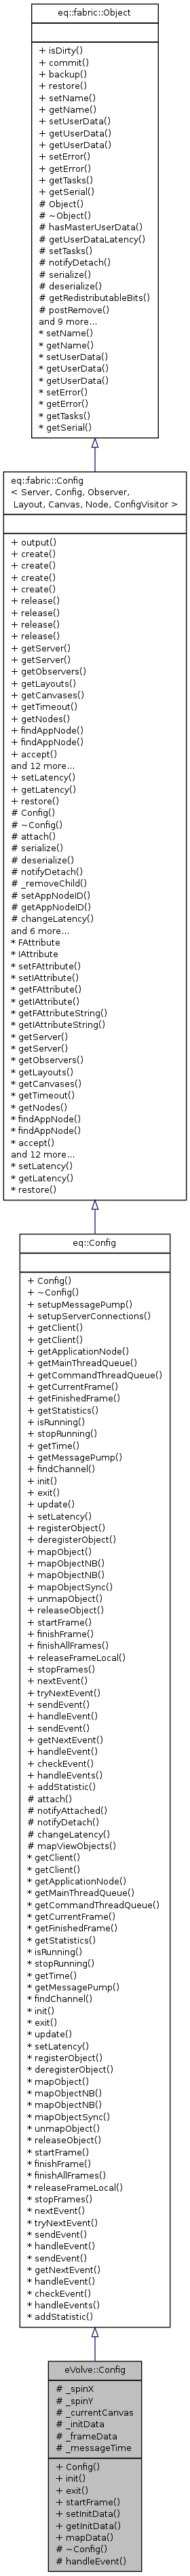 eq::fabric::Object
+ isDirty()
+ commit()
+ backup()
+ restore()
+ setName()
+ getName()
+ setUserData()
+ getUserData()
+ getUserData()
+ setError()
+ getError()
+ getTasks()
+ getSerial()
# Object()
# ~Object()
# hasMasterUserData()
# getUserDataLatency()
# setTasks()
# notifyDetach()
# serialize()
# deserialize()
# getRedistributableBits()
# postRemove()
and 9 more...
* setName()
* getName()
* setUserData()
* getUserData()
* getUserData()
* setError()
* getError()
* getTasks()
* getSerial()
eq::fabric::Config
< Server, Config, Observer,
Layout, Canvas, Node, ConfigVisitor >
+ output()
+ create()
+ create()
+ create()
+ create()
+ release()
+ release()
+ release()
+ release()
+ getServer()
+ getServer()
+ getObservers()
+ getLayouts()
+ getCanvases()
+ getTimeout()
+ getNodes()
+ findAppNode()
+ findAppNode()
+ accept()
and 12 more...
+ setLatency()
+ getLatency()
+ restore()
# Config()
# ~Config()
# attach()
# serialize()
# deserialize()
# notifyDetach()
# _removeChild()
# setAppNodeID()
# getAppNodeID()
# changeLatency()
and 6 more...
* FAttribute
* IAttribute
* setFAttribute()
* setIAttribute()
* getFAttribute()
* getIAttribute()
* getFAttributeString()
* getIAttributeString()
* getServer()
* getServer()
* getObservers()
* getLayouts()
* getCanvases()
* getTimeout()
* getNodes()
* findAppNode()
* findAppNode()
* accept()
and 12 more...
* setLatency()
* getLatency()
* restore()
eq::Config
+ Config()
+ ~Config()
+ setupMessagePump()
+ setupServerConnections()
+ getClient()
+ getClient()
+ getApplicationNode()
+ getMainThreadQueue()
+ getCommandThreadQueue()
+ getCurrentFrame()
+ getFinishedFrame()
+ getStatistics()
+ isRunning()
+ stopRunning()
+ getTime()
+ getMessagePump()
+ findChannel()
+ init()
+ exit()
+ update()
+ setLatency()
+ registerObject()
+ deregisterObject()
+ mapObject()
+ mapObjectNB()
+ mapObjectNB()
+ mapObjectSync()
+ unmapObject()
+ releaseObject()
+ startFrame()
+ finishFrame()
+ finishAllFrames()
+ releaseFrameLocal()
+ stopFrames()
+ nextEvent()
+ tryNextEvent()
+ sendEvent()
+ handleEvent()
+ sendEvent()
+ getNextEvent()
+ handleEvent()
+ checkEvent()
+ handleEvents()
+ addStatistic()
# attach()
# notifyAttached()
# notifyDetach()
# changeLatency()
# mapViewObjects()
* getClient()
* getClient()
* getApplicationNode()
* getMainThreadQueue()
* getCommandThreadQueue()
* getCurrentFrame()
* getFinishedFrame()
* getStatistics()
* isRunning()
* stopRunning()
* getTime()
* getMessagePump()
* findChannel()
* init()
* exit()
* update()
* setLatency()
* registerObject()
* deregisterObject()
* mapObject()
* mapObjectNB()
* mapObjectNB()
* mapObjectSync()
* unmapObject()
* releaseObject()
* startFrame()
* finishFrame()
* finishAllFrames()
* releaseFrameLocal()
* stopFrames()
* nextEvent()
* tryNextEvent()
* sendEvent()
* handleEvent()
* sendEvent()
* getNextEvent()
* handleEvent()
* checkEvent()
* handleEvents()
* addStatistic()
eVolve::Config
# _spinX
# _spinY
# _currentCanvas
# _initData
# _frameData
# _messageTime
+ Config()
+ init()
+ exit()
+ startFrame()
+ setInitData()
+ getInitData()
+ mapData()
# ~Config()
# handleEvent()